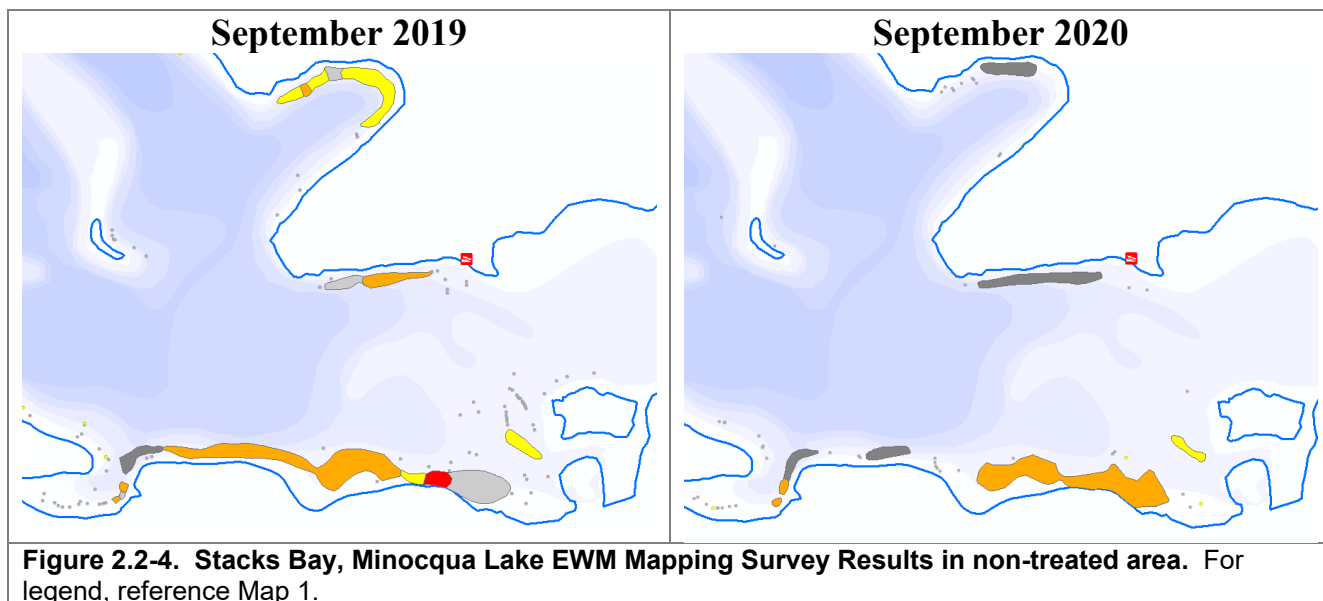 September 2019
September 2020
Figure 2.2-4. Stacks Bay, Minocqua Lake EWM Mapping Survey Results in non-treated area. For
legend, reference Map 1.